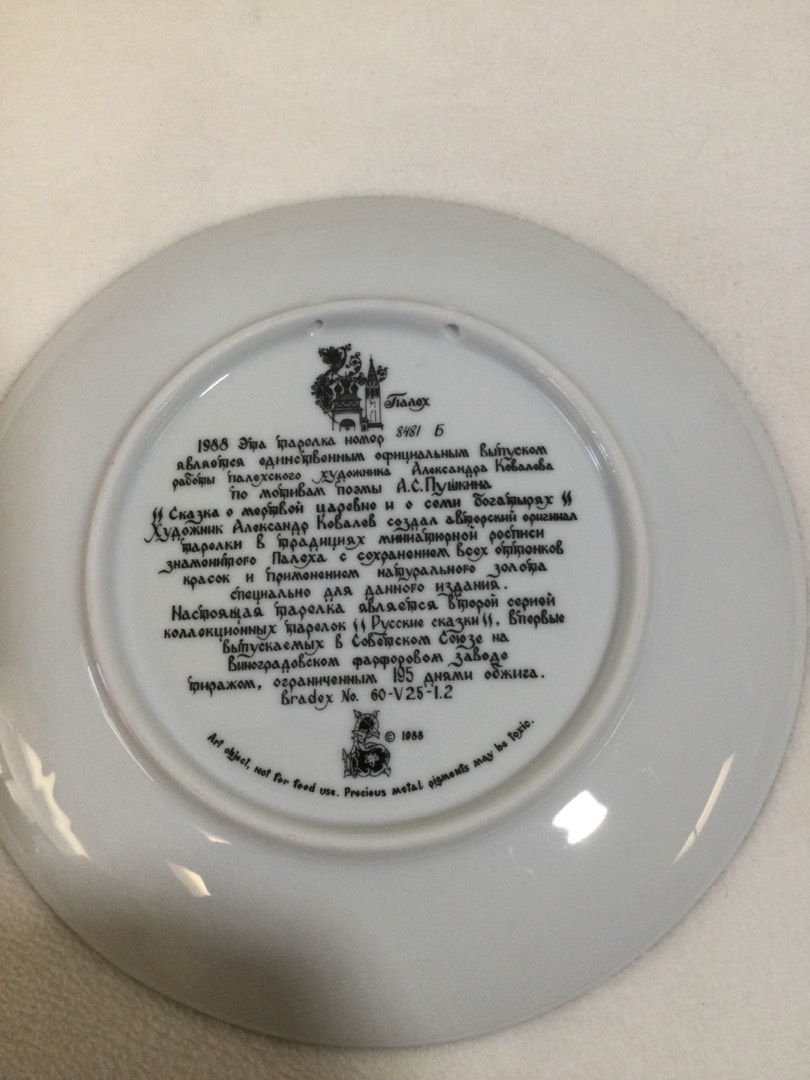 Палех
1988 Эта тарелка номер 8481 Б
является единственным официальным выпуском
работы палехского художника Александра Ковалева
по мотивам поэмы А.С.Пушкина
"Сказка о мертвой царевне и о семи богатырях"
Художник Александр Ковалев создал авторский оригинал
тарелки в традициях миниатюрной росписи
знаменитого Палеха с сохранением всех оттенков
красок и применением натурального золота
специально для данного издания.
Настоящая тарелка является второй серией
коллекционных тарелок "Русские сказки", впервые
выпускаемых в Советском Союзе на
Виноградовском фарфоровом заводе
тиражом, ограниченным 195 днями обжига.
Bradex No. 60-V25-1.2
© 1988
Art object, not for food use. Precious metal pigments may be toxic.